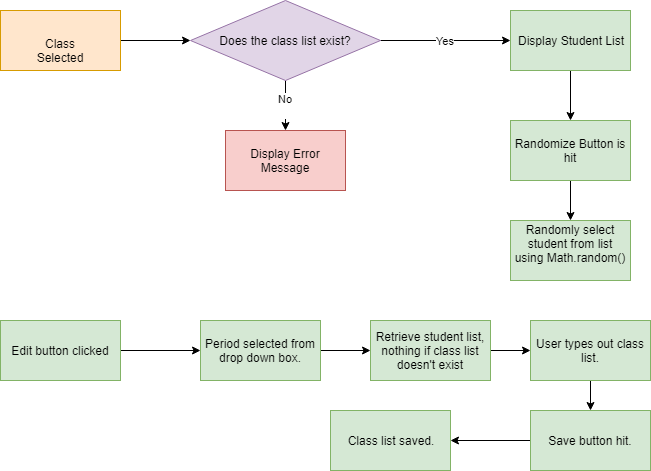 Class
Selected
Does the class list exist?
Yes
Display Student List
No
Display Error
Message
Randomize Button is
hit
Randomly select
student from list
using Math.random()
Edit button clicked
Period selected from
drop down box.
Retrieve student list,
nothing if class list
doesn't exist
User types out class
list.
Save button hit.
Class list saved.